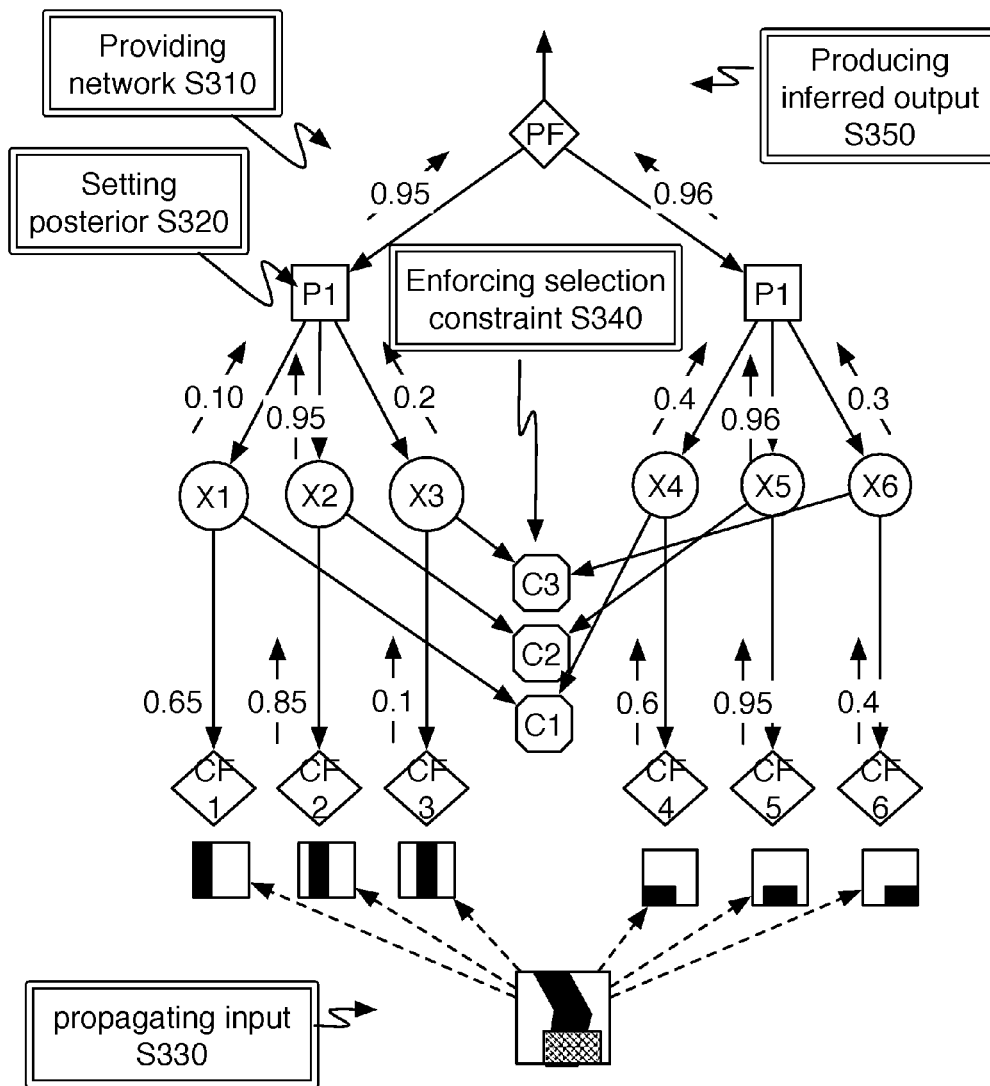 Providing
network S310
Producing
inferred output
S350
PF
Setting
posterior S320
0.95
0.96
Enforcing selection
constraint S340
P1
P1
0.10
0.95
0.2
0.4
0.96
0.3
X1
X2
X3
X4
X5
X6
C3
C2
C1
0.65
0.85
0.1
0.6
0.95
0.4
CF
1
CF
2
CF
3
CF
4
CF
5
CF
6
propagating input
S330